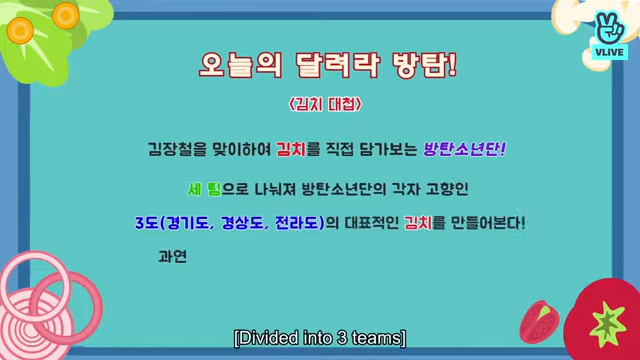 VLIVE
오늘의 달려라 방탄!
<김치 대첩>
김장철을 맞이하여 김치를 직접 담가보는 방탄소년단!
세 팀으로 나눠져 방탄소년단의 각자 고향인
3도(경기도, 경상도, 전라도)의 대표적인 김치를 만들어본다!
과연
[Divided into 3 teams]